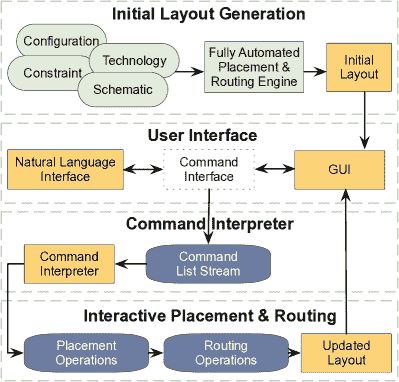 Initial Layout Generation
Configuration
Technology
Constraint
Schematic
Fully Automated
Placement
& Routing Engine
Initial
Layout
User Interface
Natural Language
Interface
Command
Interface
GUI
Command Interpreter
Command
Interpreter
Command
List Stream
Interactive Placement & Routing
Placement
Operations
Routing
Operations
Updated
Layout